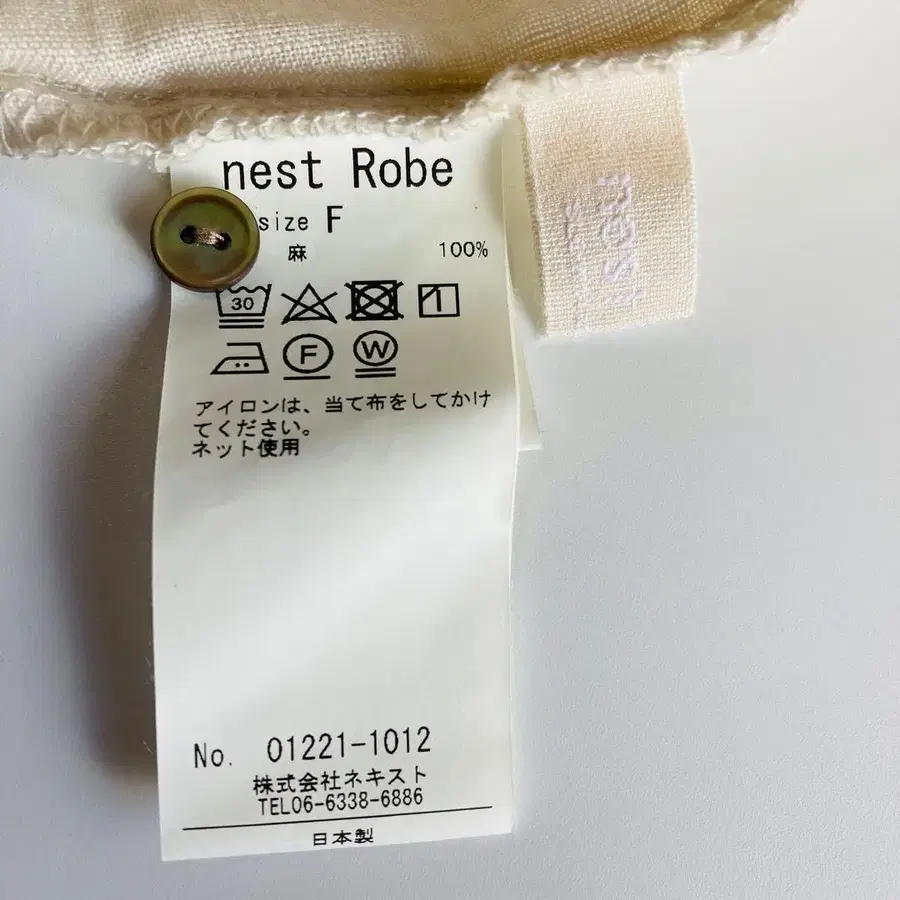 nest Robe
size F
麻 100%
30
F W
アイロンは、当て布をしてかけ
てください。
ネット使用
No. 01221-1012
株式会社ネキスト
TEL06-6338-6886
日本製
nest